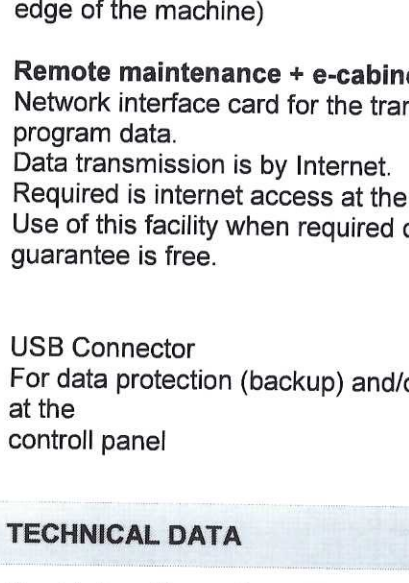 edge of the machine)
Remote maintenance + e-cabine
Network interface card for the tran
program data.
Data transmission is by Internet.
Required is internet access at the
Use of this facility when required
guarantee is free.
USB Connector
For data protection (backup) and/
at the
controll panel
TECHNICAL DATA